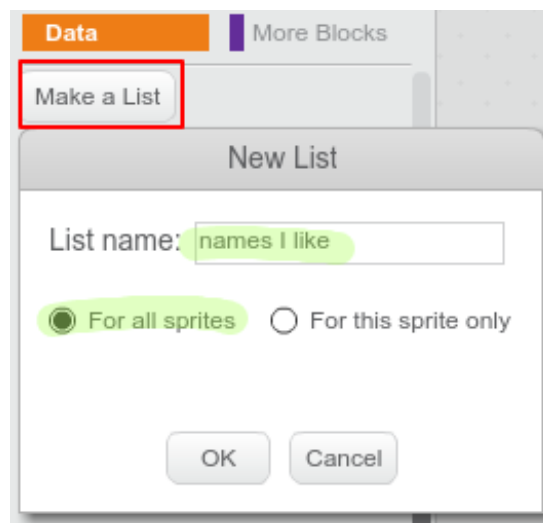 Data More Blocks
Make a List
New List
List name: names I like
For all sprites For this sprite only
OK Cancel